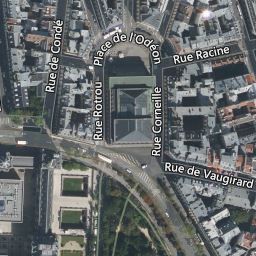 Rue de Condé
Place de l'Odéon
Rue Racine
Rue Rotrou
Rue Corneille
Rue de Vaugirard